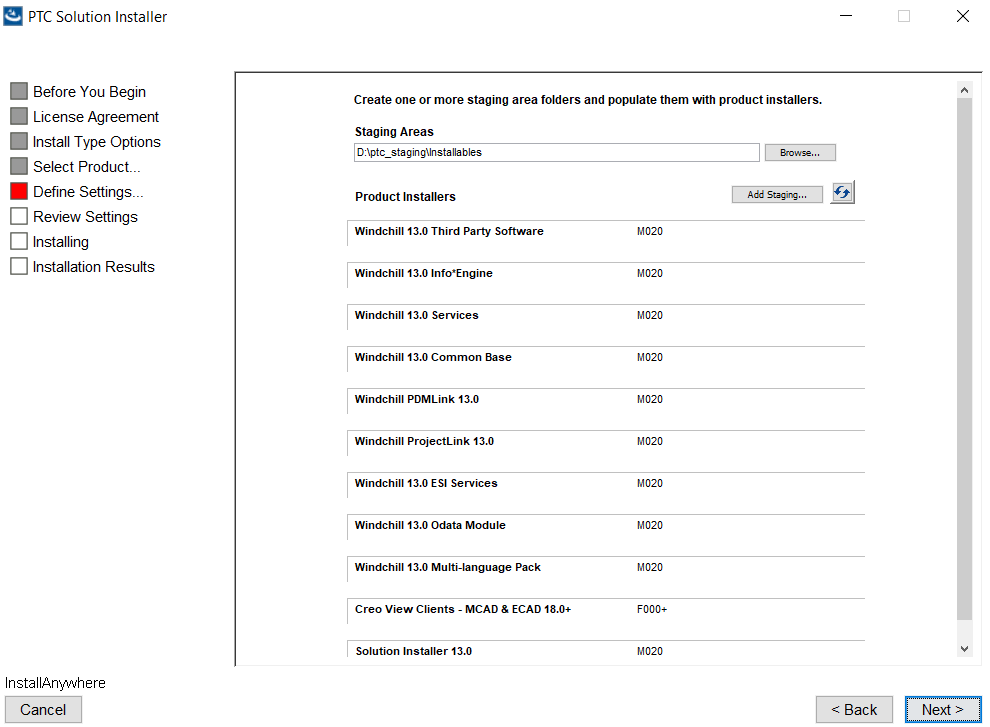 PTC Solution Installer
Before You Begin
License Agreement
Install Type Options
Select Product...
Define Settings...
Review Settings
Installing
Installation Results
Create one or more staging area folders and populate them with product installers.
Staging Areas
D:\ptc_staging\Installables Browse...
Product Installers Add Staging...
Windchill 13.0 Third Party Software M020
Windchill 13.0 Info*Engine M020
Windchill 13.0 Services M020
Windchill 13.0 Common Base M020
Windchill PDMLink 13.0 M020
Windchill ProjectLink 13.0 M020
Windchill 13.0 ESI Services M020
Windchill 13.0 Odata Module M020
Windchill 13.0 Multi-language Pack M020
Creo View Clients - MCAD & ECAD 18.0+ F000+
Solution Installer 13.0 M020
InstallAnywhere
Cancel < Back Next >